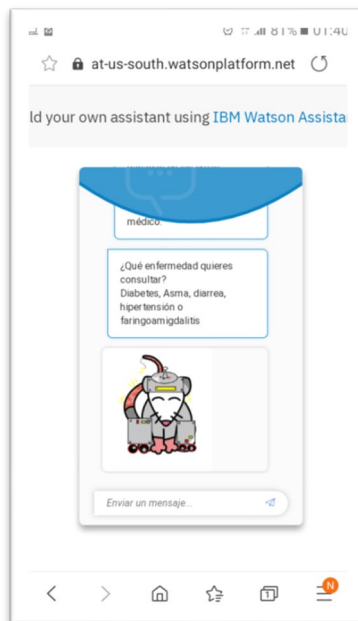 81% 01:40
at-us-south.watsonplatform.net
ld your own assistant using IBM Watson Assista
médico.
¿Qué enfermedad quieres
consultar?
Diabetes, Asma, diarrea,
hipertensión o
faringoamigdalitis
Enviar un mensaje...
1
N